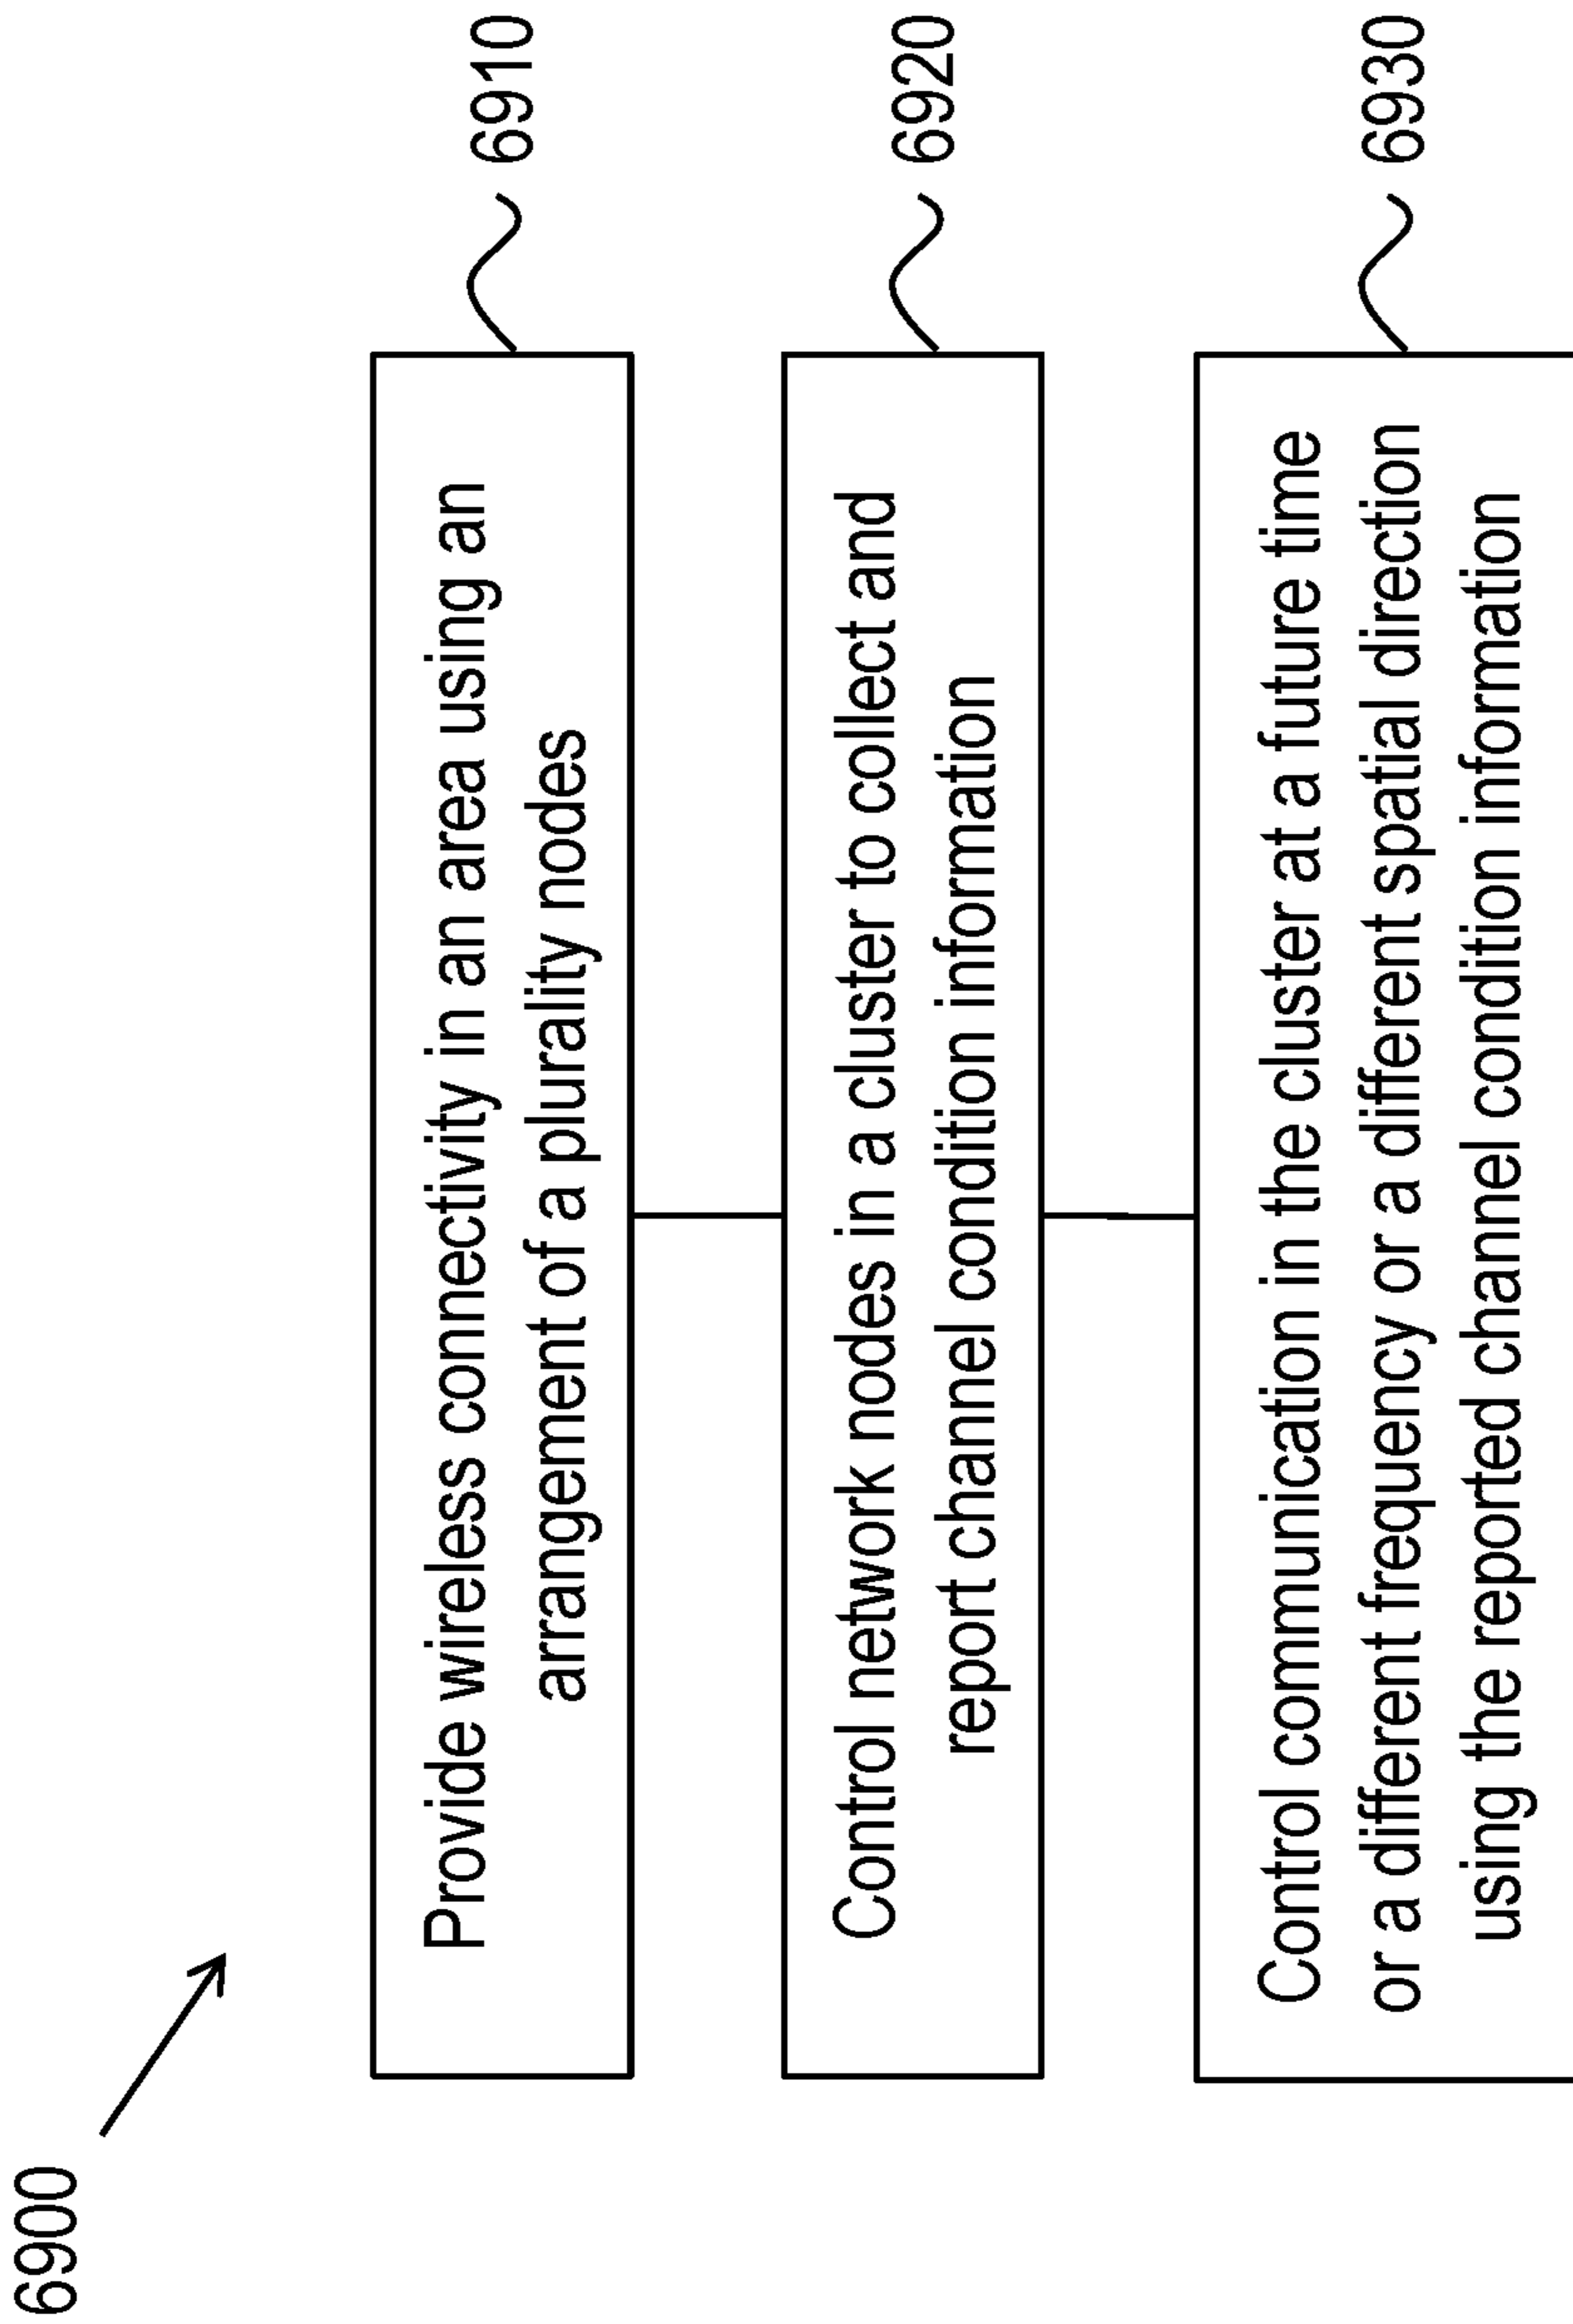 6900
Provide wireless connectivity in an area using an
arrangement of a plurality nodes
6910
Control network nodes in a cluster to collect and
report channel condition information
6920
Control communication in the cluster at a future time
or a different frequency or a different spatial direction
using the reported channel condition information
6930